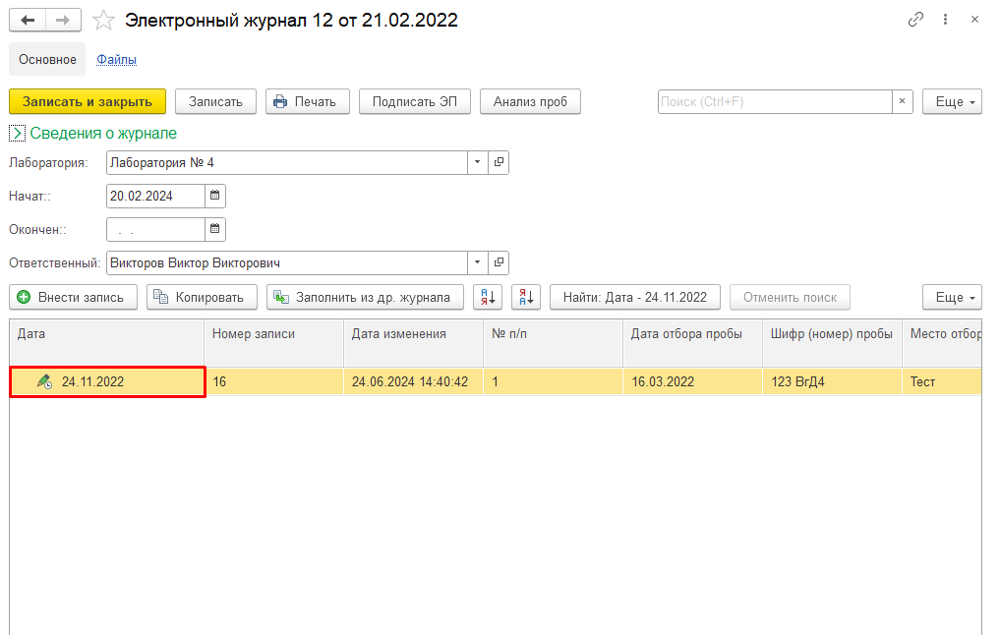 Электронный журнал 12 от 21.02.2022
Основное Файлы
Записать и закрыть Записать Печать Подписать ЭП Анализ проб Поиск (Ctrl+F) × Еще
Сведения о журнале
Лаборатория: Лаборатория № 4
Начат:: 20.02.2024
Окончен:: . .
Ответственный: Викторов Виктор Викторович
Внести запись Копировать Заполнить из др. журнала А Я Я А Найти: Дата - 24.11.2022 Отменить поиск Еще
Дата Номер записи Дата изменения № п/п Дата отбора пробы Шифр (номер) пробы Место отбор
24.11.2022 16 24.06.2024 14:40:42 1 16.03.2022 123 ВгД4 Тест